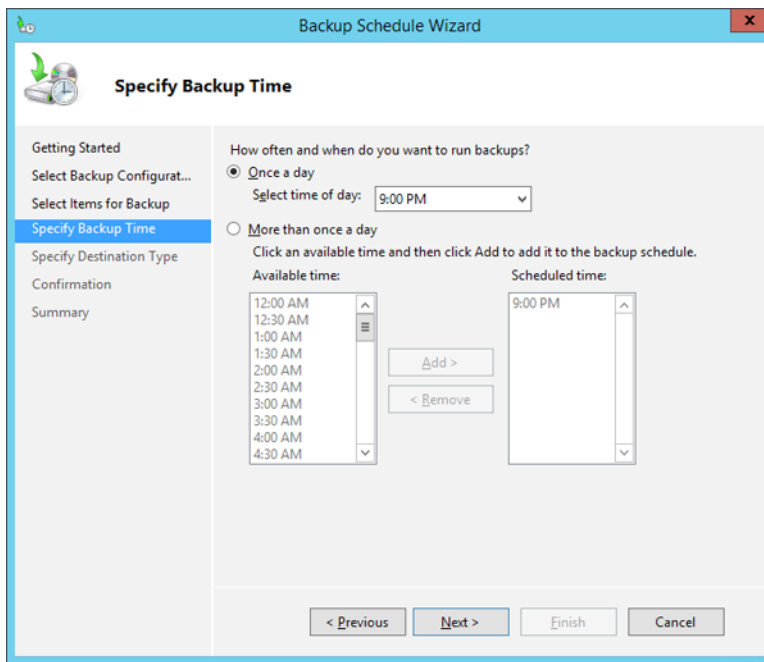 Backup Schedule Wizard
x
Specify Backup Time
Getting Started
Select Backup Configurat...
Select Items for Backup
Specify Backup Time
Specify Destination Type
Confirmation
Summary
How often and when do you want to run backups?
Once a day
Select time of day: 9:00 PM
More than once a day
Click an available time and then click Add to add it to the backup schedule.
Available time:
12:00 AM
12:30 AM
1:00 AM
1:30 AM
2:00 AM
2:30 AM
3:00 AM
3:30 AM
4:00 AM
4:30 AM
Add >
< Remove
Scheduled time:
9:00 PM
< Previous Next > Finish Cancel